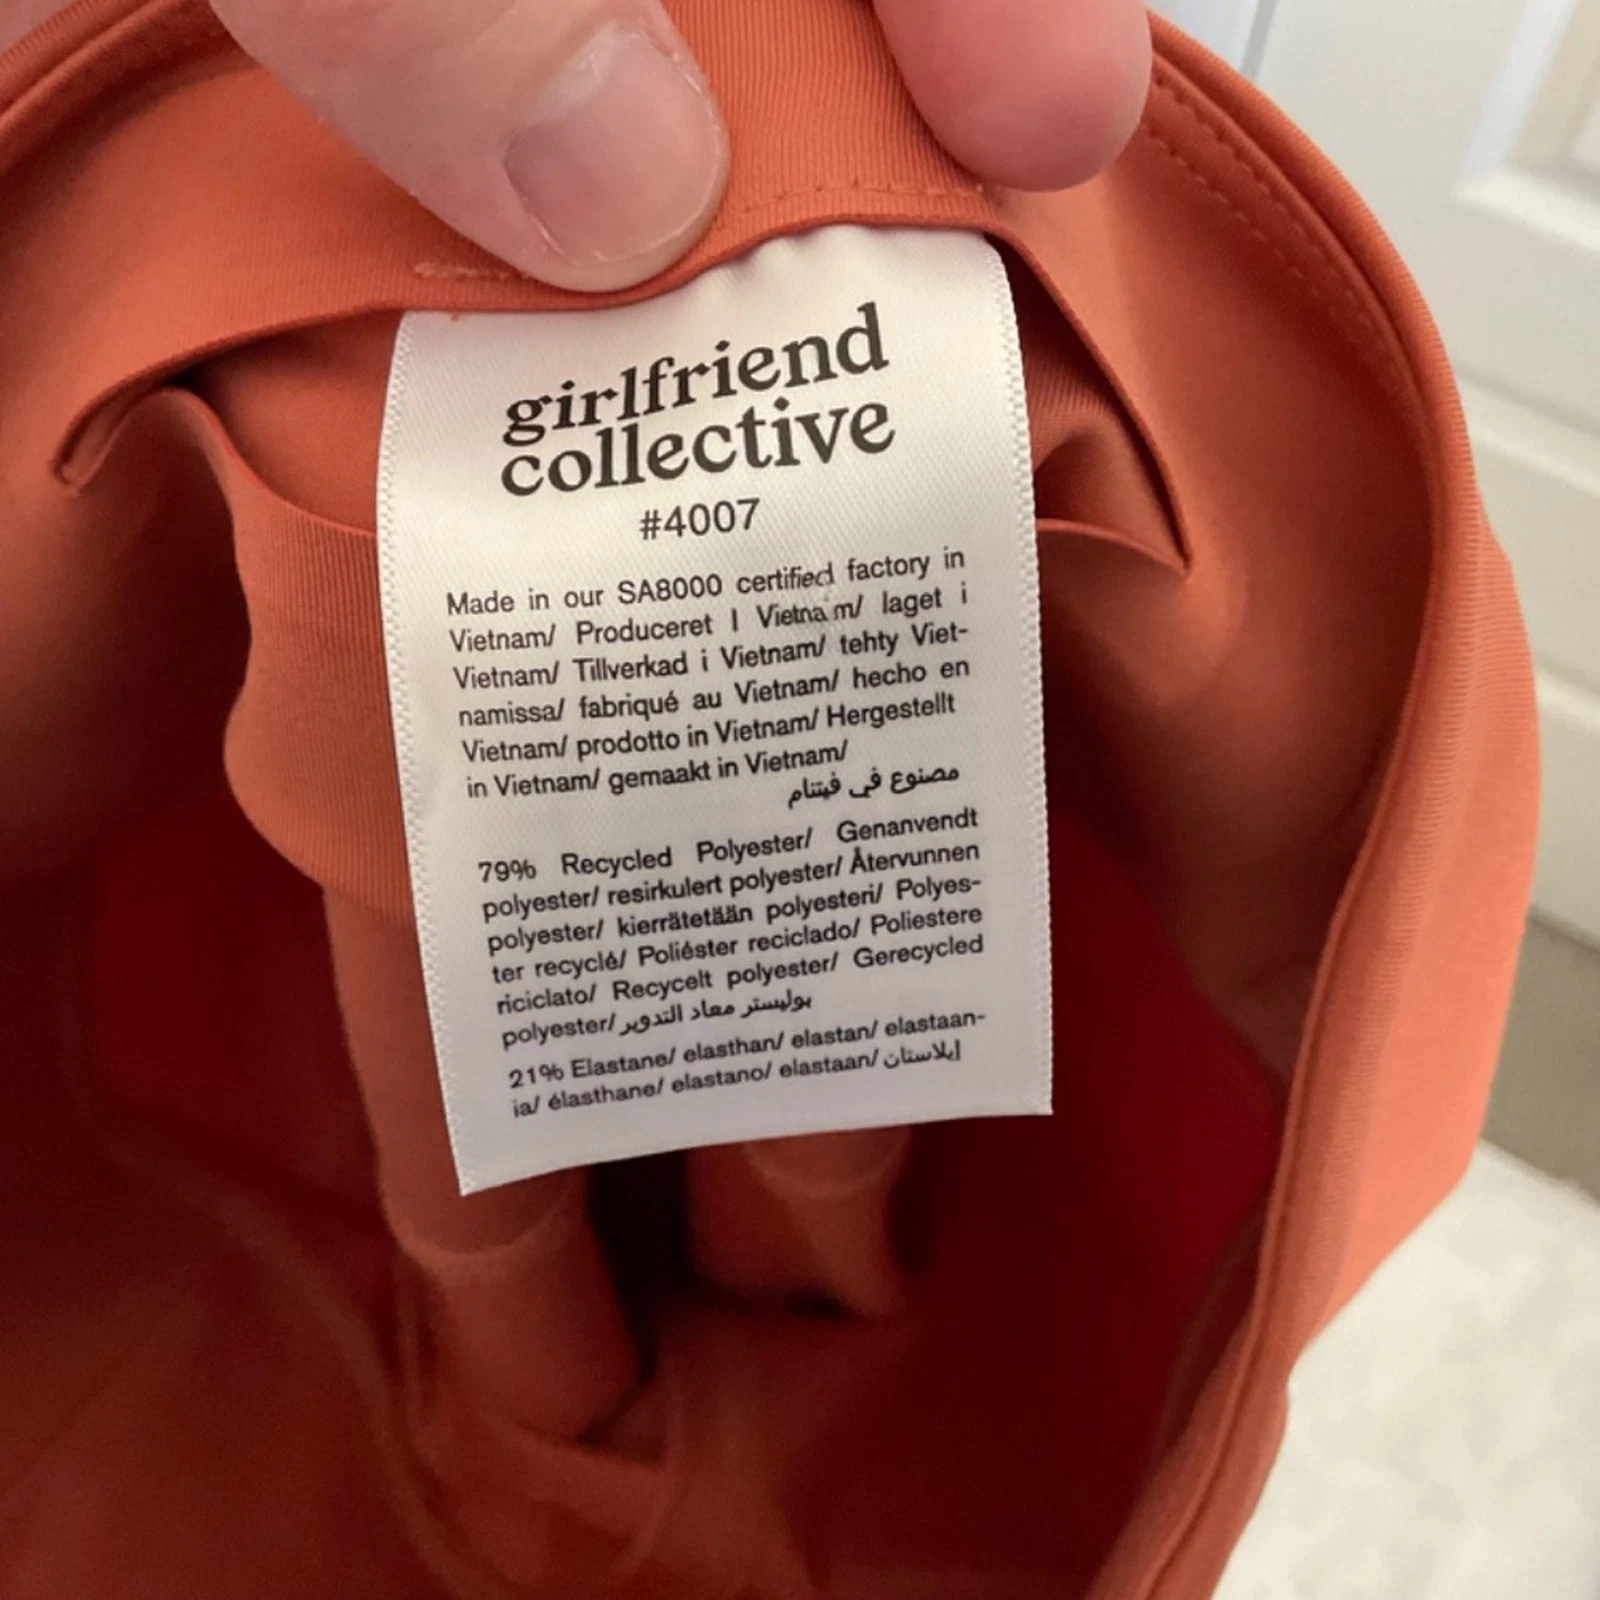 girlfriend
collective
#4007
Made in our SA8000 certified factory in
Vietnam/ Produceret I Vietnam/ laget i
Vietnam/ Tillverkad i Vietnam/ tehty Viet-
namissa/ fabriqué au Vietnam/ hecho en
Vietnam/ prodotto in Vietnam/ Hergestellt
in Vietnam/ gemaakt in Vietnam/
مصنوع في فيتنام
79% Recycled Polyester/ Genanvendt
polyester/ resirkulert polyester/ Återvunnen
polyester/ kierrätetään polyesteri/ Polyes-
ter recyclé/ Poliéster reciclado/ Poliestere
riciclato/ Recycelt polyester/ Gerecycled
polyester/ بوليستر معاد التدوير
21% Elastane/ elasthan/ elastan/ elastaan-
ia/ élasthane/ elastano/ elastaan/ إيلاستان